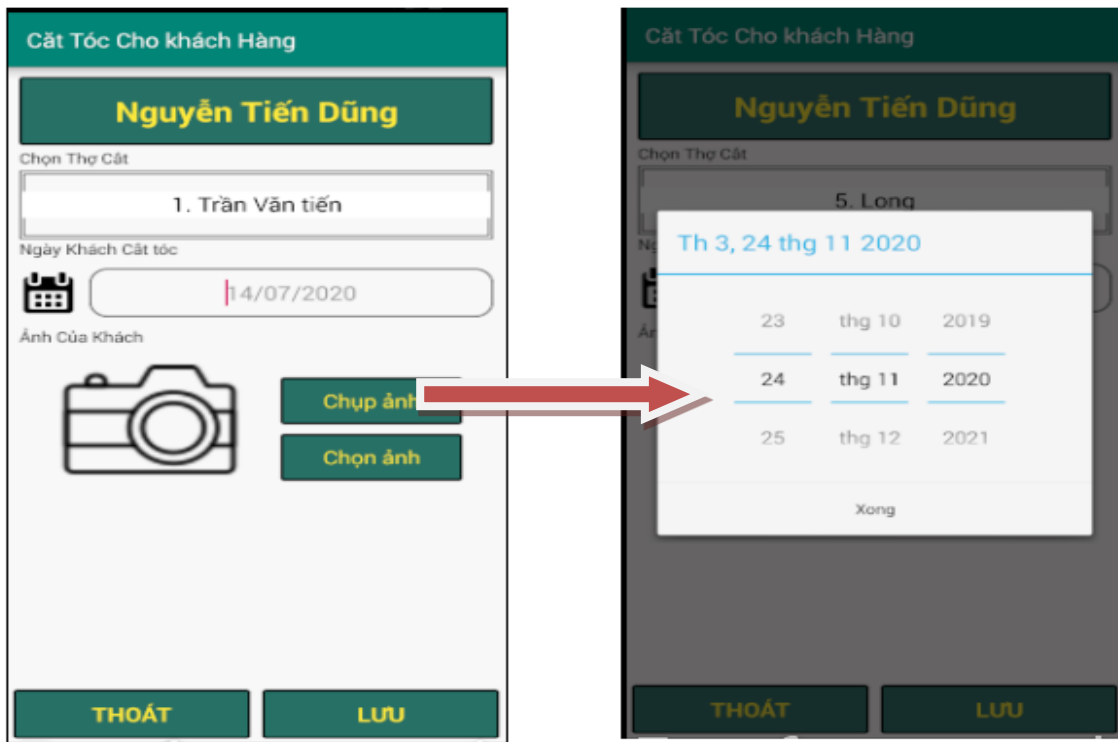 Căt Tóc Cho khách Hàng
Nguyễn Tiến Dũng
Chọn Thợ Cắt
1. Trần Văn tiến
Ngày Khách Cắt tóc
14/07/2020
Ảnh Của Khách
Chụp ảnh
Chọn ảnh
THOÁT LƯU
Căt Tóc Cho khách Hàng
Nguyễn Tiến Dũng
Chọn Thợ Cắt
5. Long
Th 3, 24 thg 11 2020
23 thg 10 2019
24 thg 11 2020
25 thg 12 2021
Xong
THOÁT LƯU